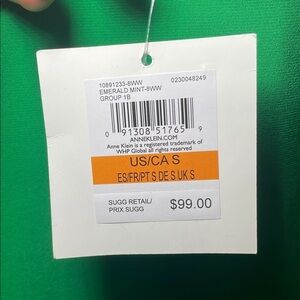 10891233-8WW 0230048249
EMERALD MINT-8WW
GROUP 1B
0 91308 51765 9
ANNEKLEIN.COM
Anne Klein is a registered trademark of
WHP Global all rights reserved
US/CA S
ES/FR/PT S DE S UK S
SUGG RETAIL/
PRIX SUGG $99.00